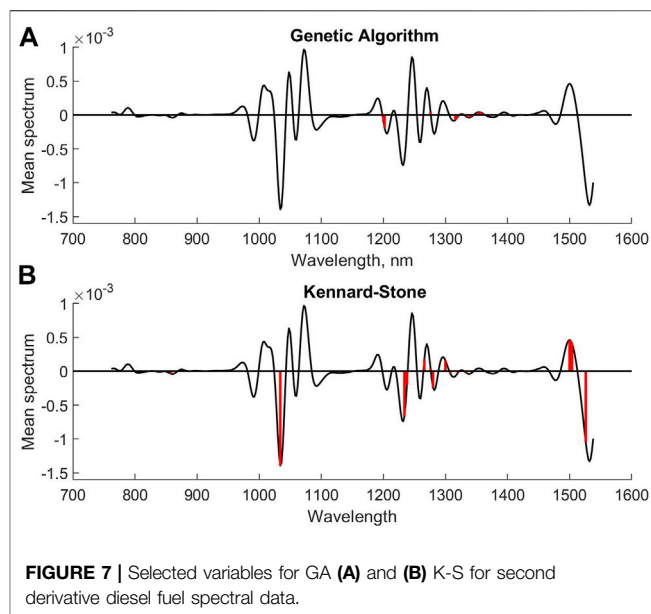 A
×10⁻³
Genetic Algorithm
1
0.5
0
-0.5
-1
-1.5
Mean spectrum
700 800 900 1000 1100 1200 1300 1400 1500 1600
Wavelength, nm
B
×10⁻³
Kennard-Stone
1
0.5
0
-0.5
-1
-1.5
Mean spectrum
700 800 900 1000 1100 1200 1300 1400 1500 1600
Wavelength
FIGURE 7 | Selected variables for GA (A) and (B) K-S for second
derivative diesel fuel spectral data.